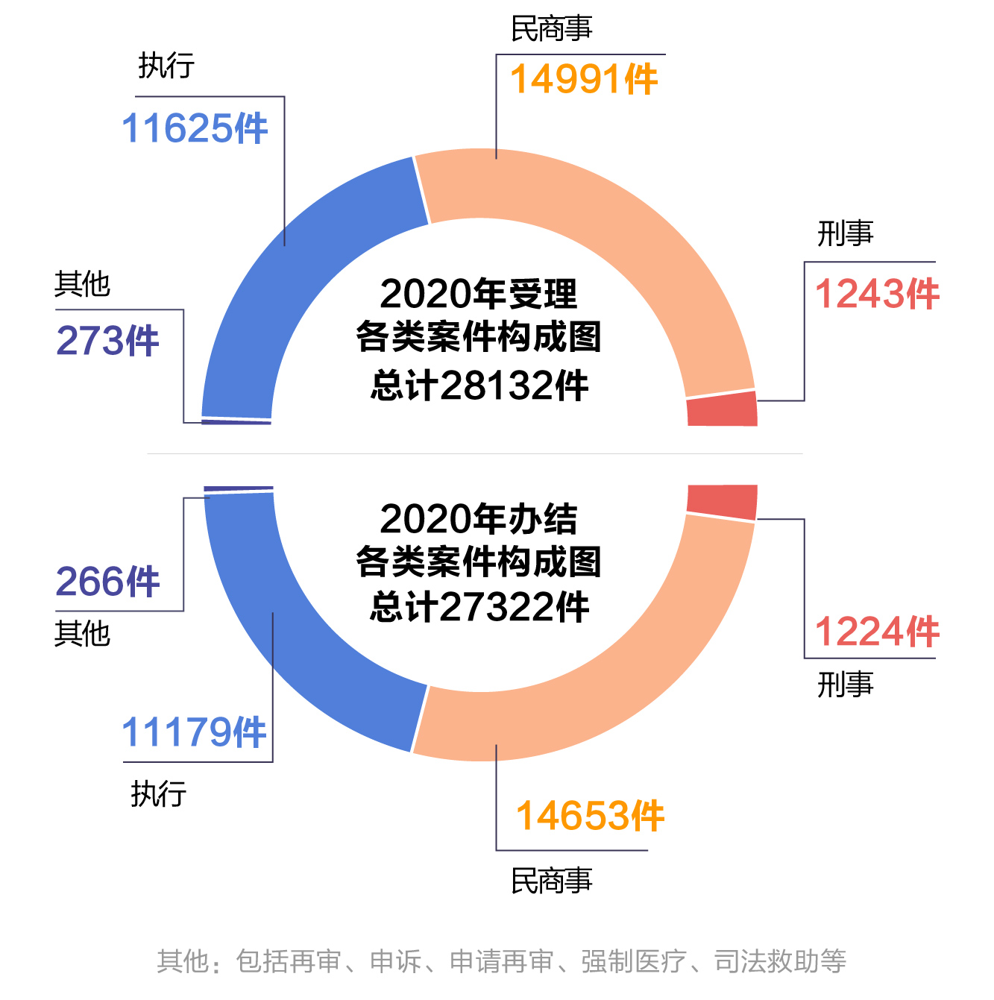 民商事
14991件
执行
11625件
刑事
1243件
其他
273件
2020年受理
各类案件构成图
总计28132件
2020年办结
各类案件构成图
总计27322件
266件
其他
1224件
刑事
11179件
执行
14653件
民商事
其他：包括再审、申诉、申请再审、强制医疗、司法救助等